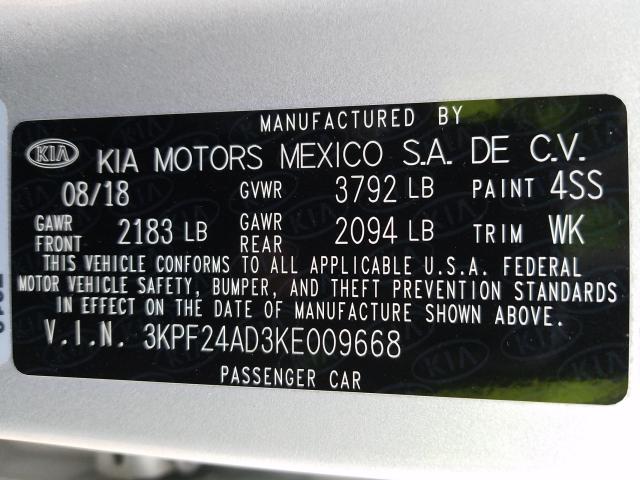 MANUFACTURED BY
KIA KIA MOTORS MEXICO S.A. DE C.V.
08/18 GVWR 3792 LB PAINT 4SS
GAWR FRONT 2183 LB GAWR REAR 2094 LB TRIM WK
THIS VEHICLE CONFORMS TO ALL APPLICABLE U.S.A. FEDERAL
MOTOR VEHICLE SAFETY, BUMPER, AND THEFT PREVENTION STANDARDS
IN EFFECT ON THE DATE OF MANUFACTURE SHOWN ABOVE.
V.I.N. 3KPF24AD3KE009668
PASSENGER CAR